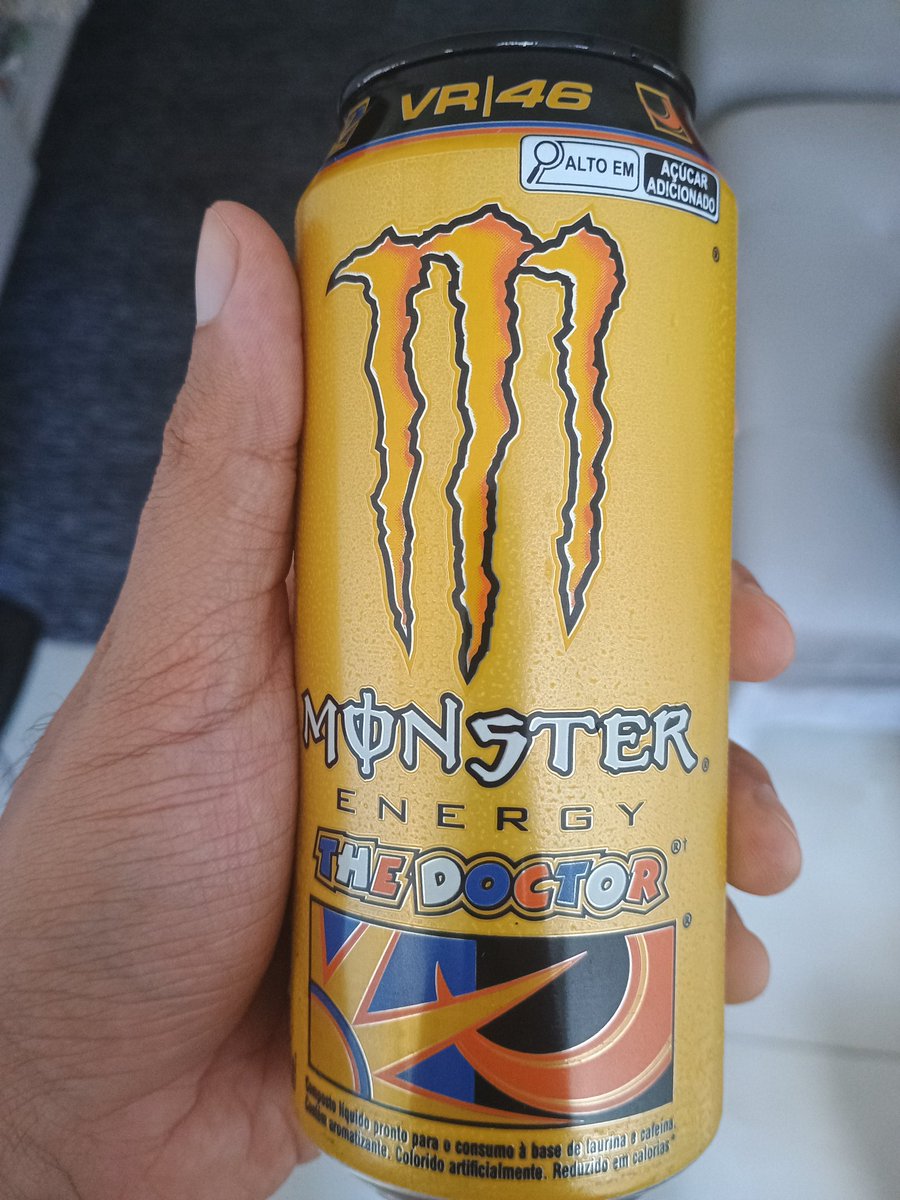 VR|46
ALTO EM
AÇÚCAR
ADICIONADO
MONSTER
ENERGY
THE DOCTOR
Composto líquido pronto para o consumo à base de taurina e cafeína.
Contém aromatizante. Colorido artificialmente. Reduzido em calorias*